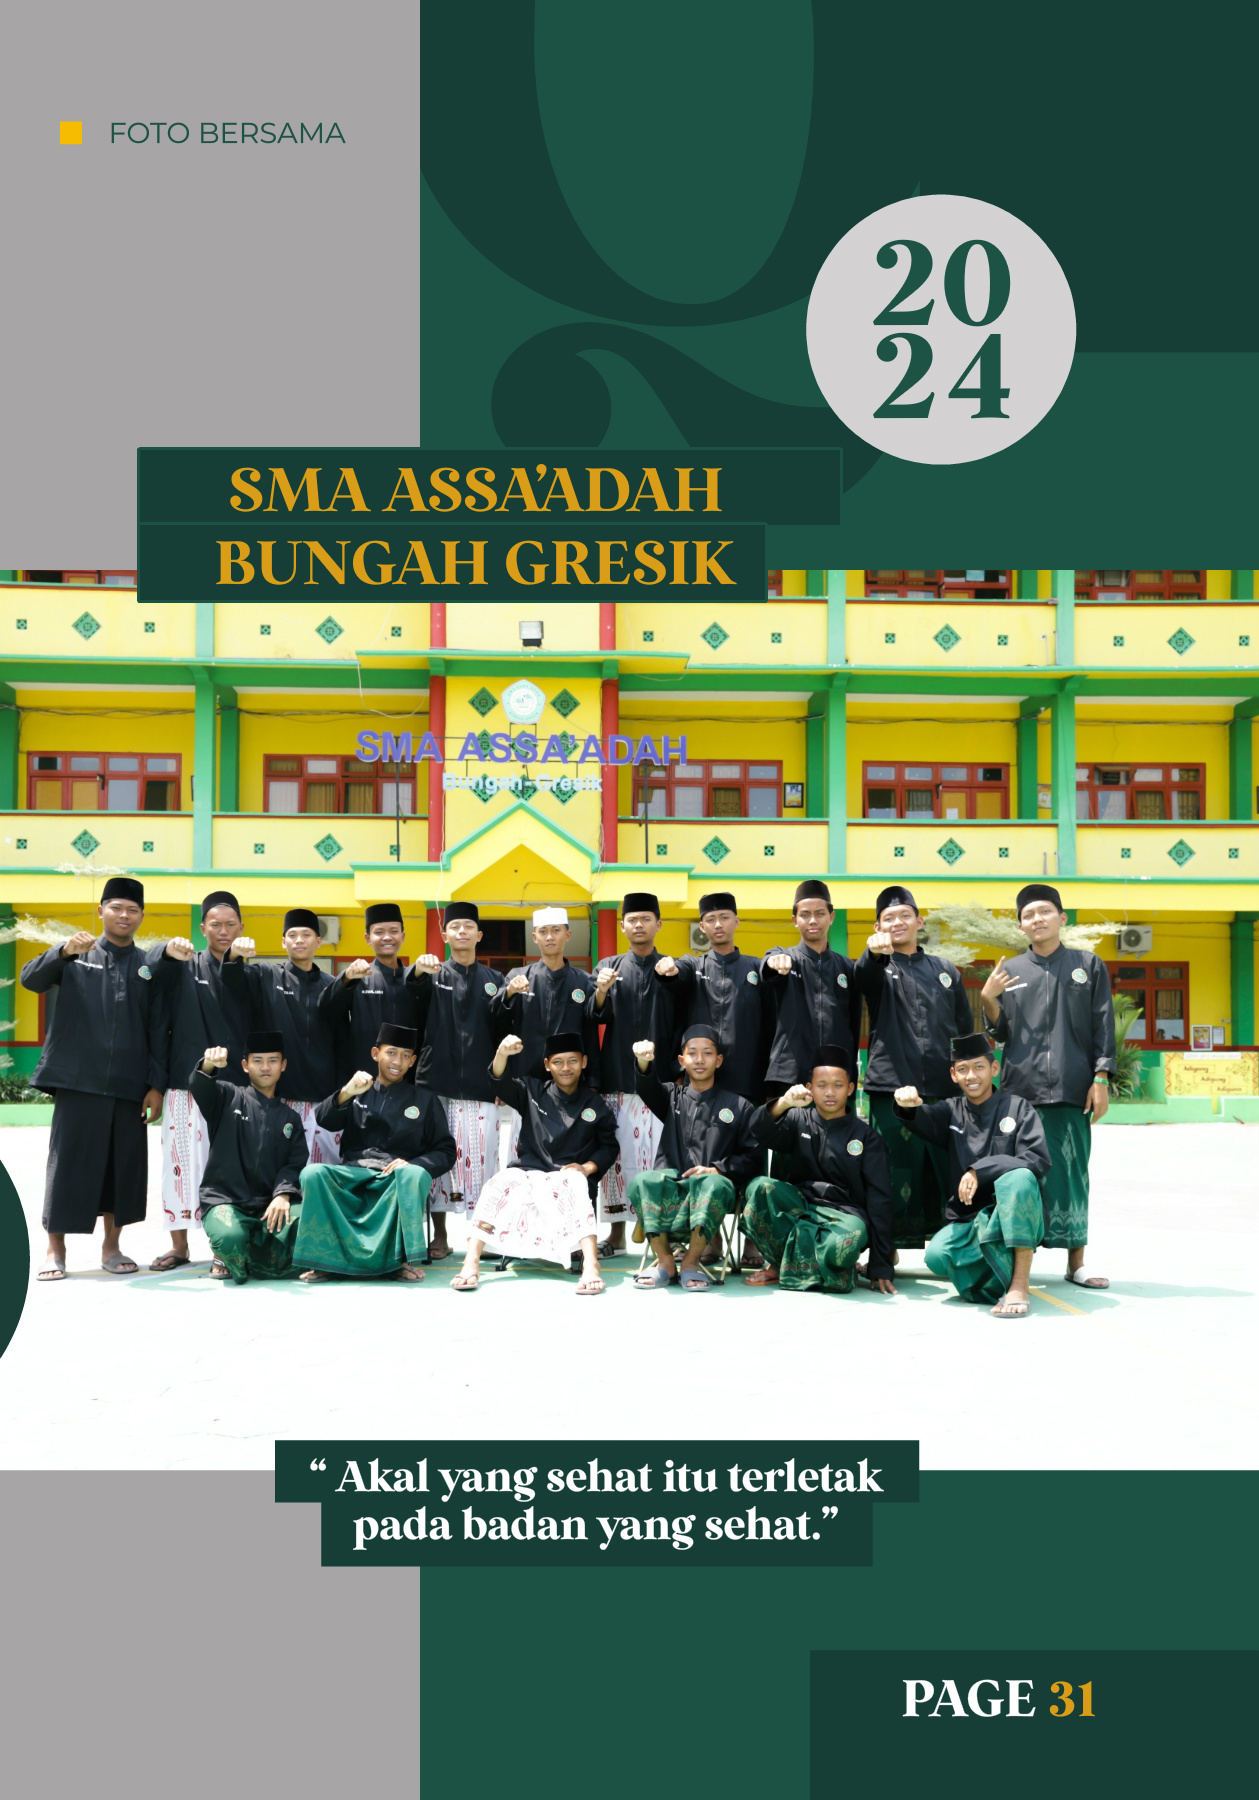 FOTO BERSAMA
20
24
SMA ASSA’ADAH
BUNGAH GRESIK
SMA ASSA'ADAH
Bungah-Gresik
“ Akal yang sehat itu terletak
pada badan yang sehat.”
PAGE 31